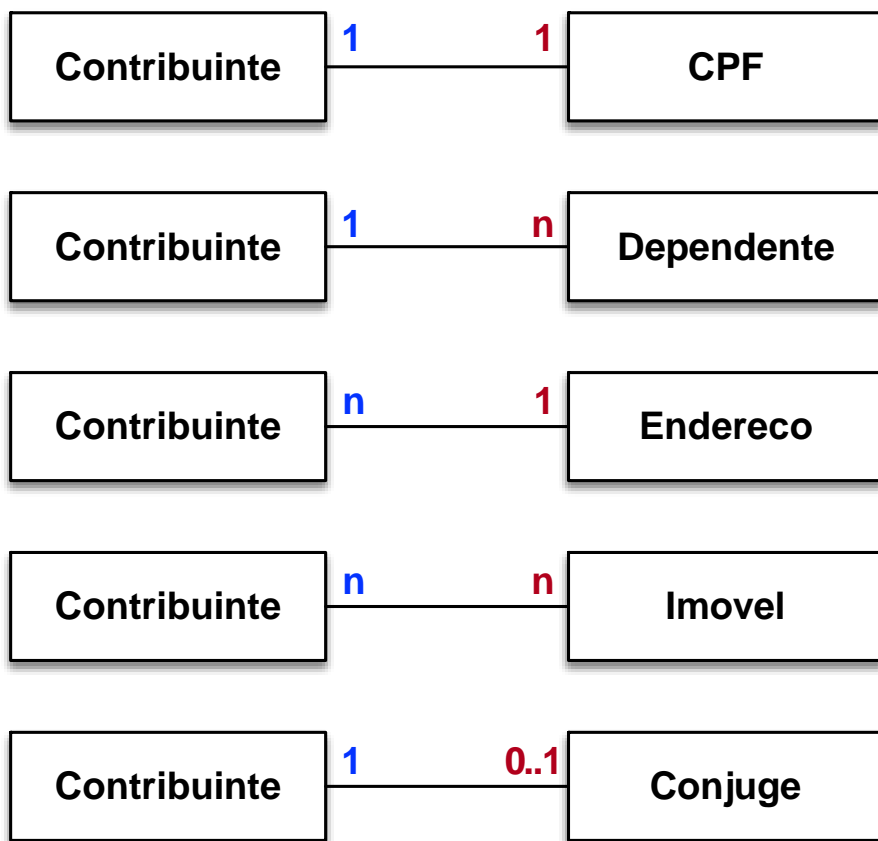 1 1
Contribuinte CPF
1 n
Contribuinte Dependente
n 1
Contribuinte Endereco
n n
Contribuinte Imovel
1 0..1
Contribuinte Conjuge